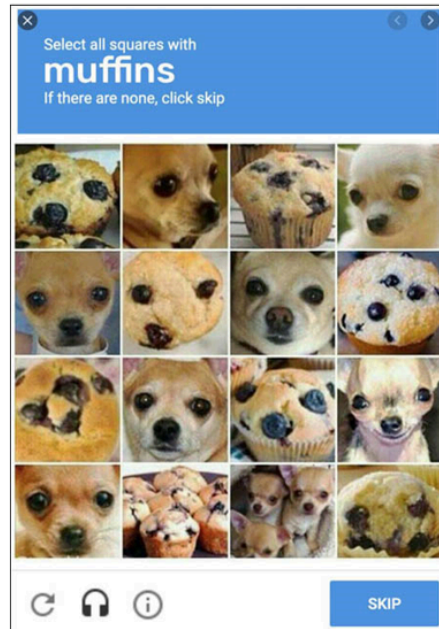 Select all squares with
muffins
If there are none, click skip
SKIP